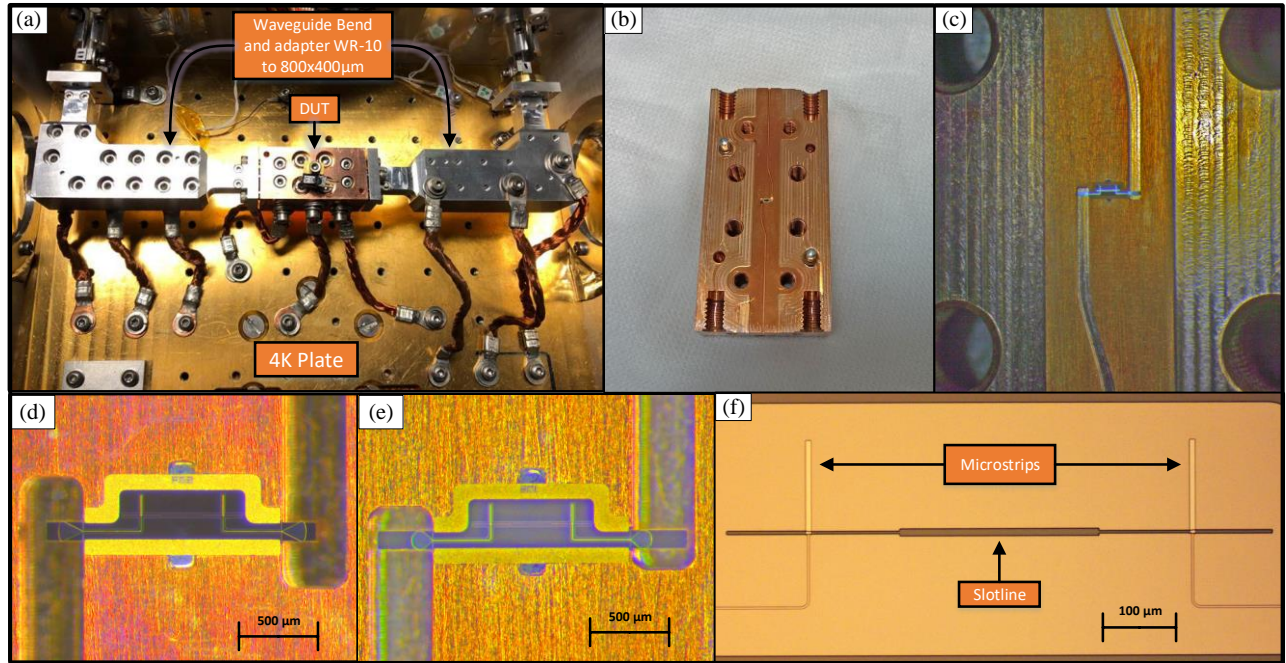 (a)
Waveguide Bend
and adapter WR-10
to 800x400μm
DUT
4K Plate
(b)
(c)
(d)
500 μm
(e)
500 μm
(f)
Microstrips
Slotline
100 μm